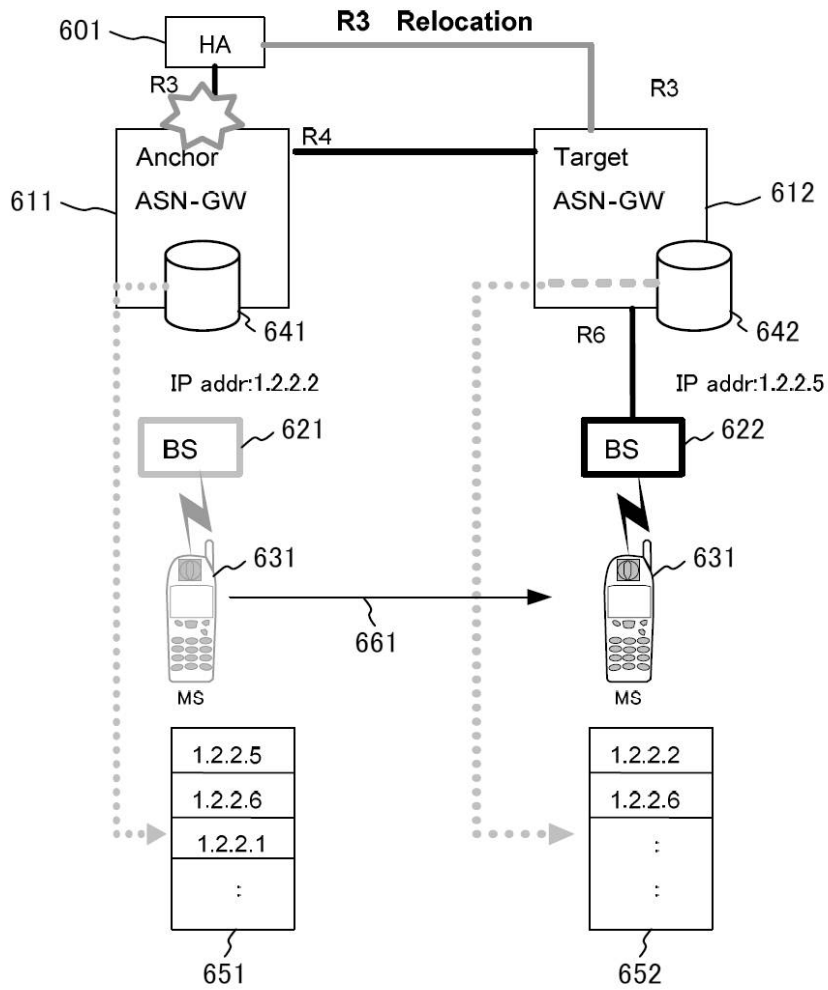 R3 Relocation
601
HA
R3
R3
R4
Anchor
ASN-GW
Target
ASN-GW
611
612
641
642
R6
IP addr:1.2.2.2
IP addr:1.2.2.5
BS
621
BS
622
631
631
661
MS
MS
1.2.2.5
1.2.2.6
1.2.2.1
:
1.2.2.2
1.2.2.6
:
:
651
652